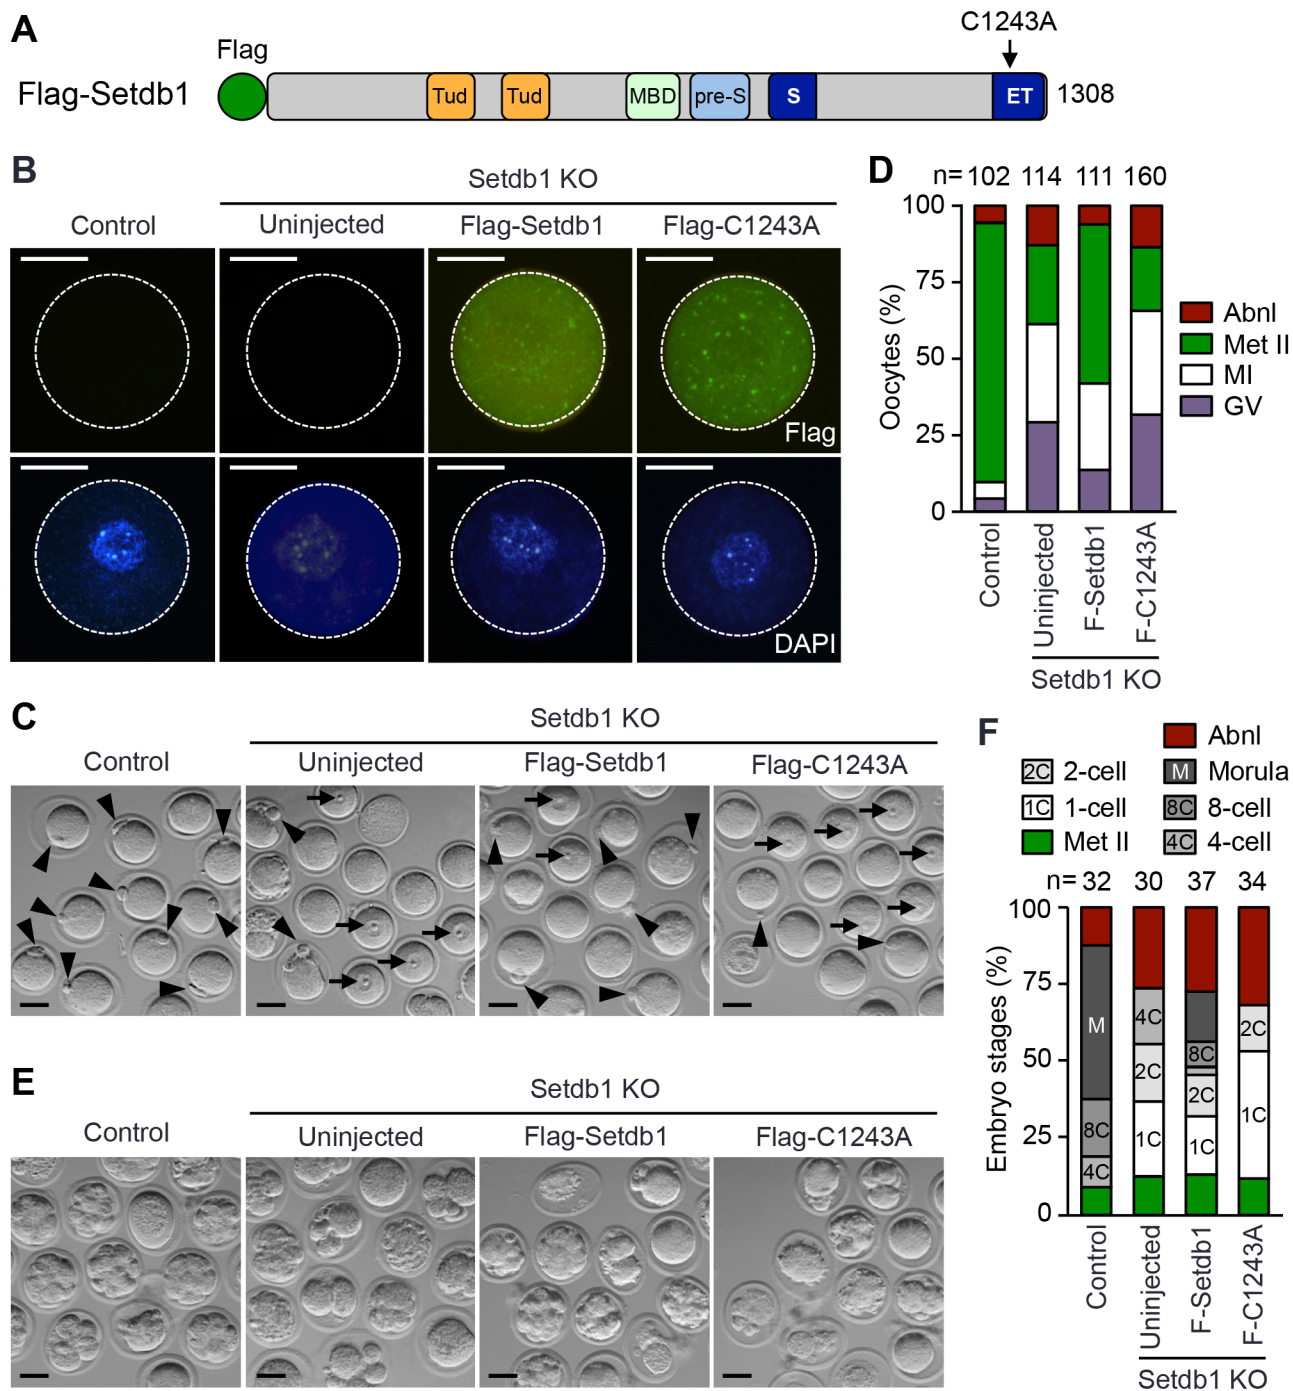 A
C1243A
Flag
Flag-Setdb1
Tud
Tud
MBD
pre-S
S
ET
1308
B
Setdb1 KO
Control
Uninjected
Flag-Setdb1
Flag-C1243A
Flag
DAPI
D
n= 102 114 111 160
100
75
50
25
0
Oocytes (%)
Abnl
Met II
MI
GV
Control
Uninjected
F-Setdb1
F-C1243A
Setdb1 KO
C
Setdb1 KO
Control
Uninjected
Flag-Setdb1
Flag-C1243A
E
Setdb1 KO
Control
Uninjected
Flag-Setdb1
Flag-C1243A
F
Abnl
2C 2-cell
M Morula
1C 1-cell
8C 8-cell
Met II
4C 4-cell
n= 32 30 37 34
100
75
50
25
0
Embryo stages (%)
M
8C
4C
4C
2C
1C
8C
2C
1C
2C
1C
Control
Uninjected
F-Setdb1
F-C1243A
Setdb1 KO